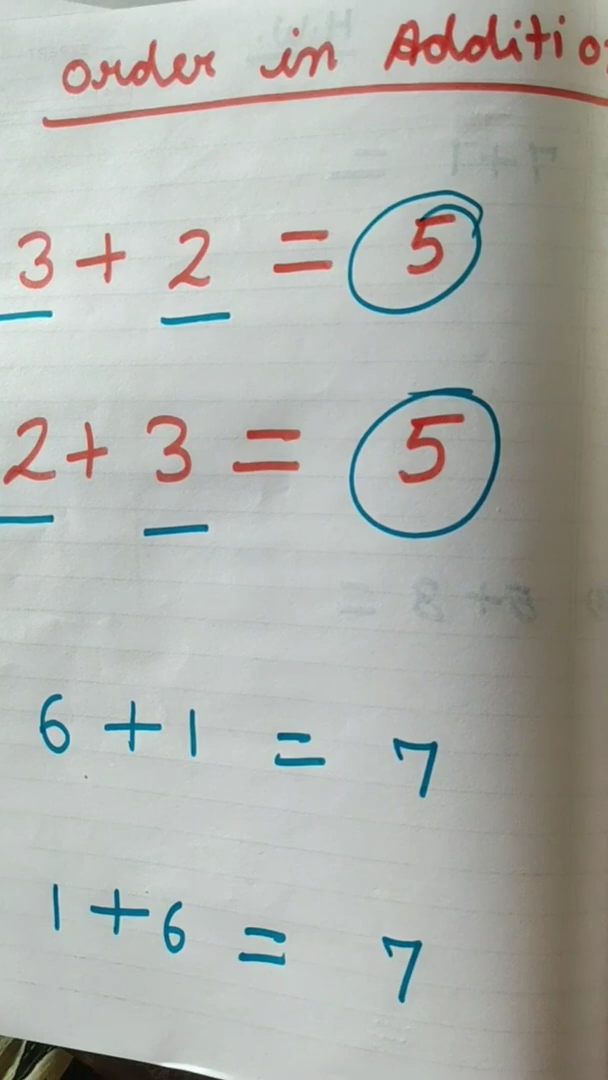 Order in Additio
3 + 2 = 5
2 + 3 = 5
6 + 1 = 7
1 + 6 = 7